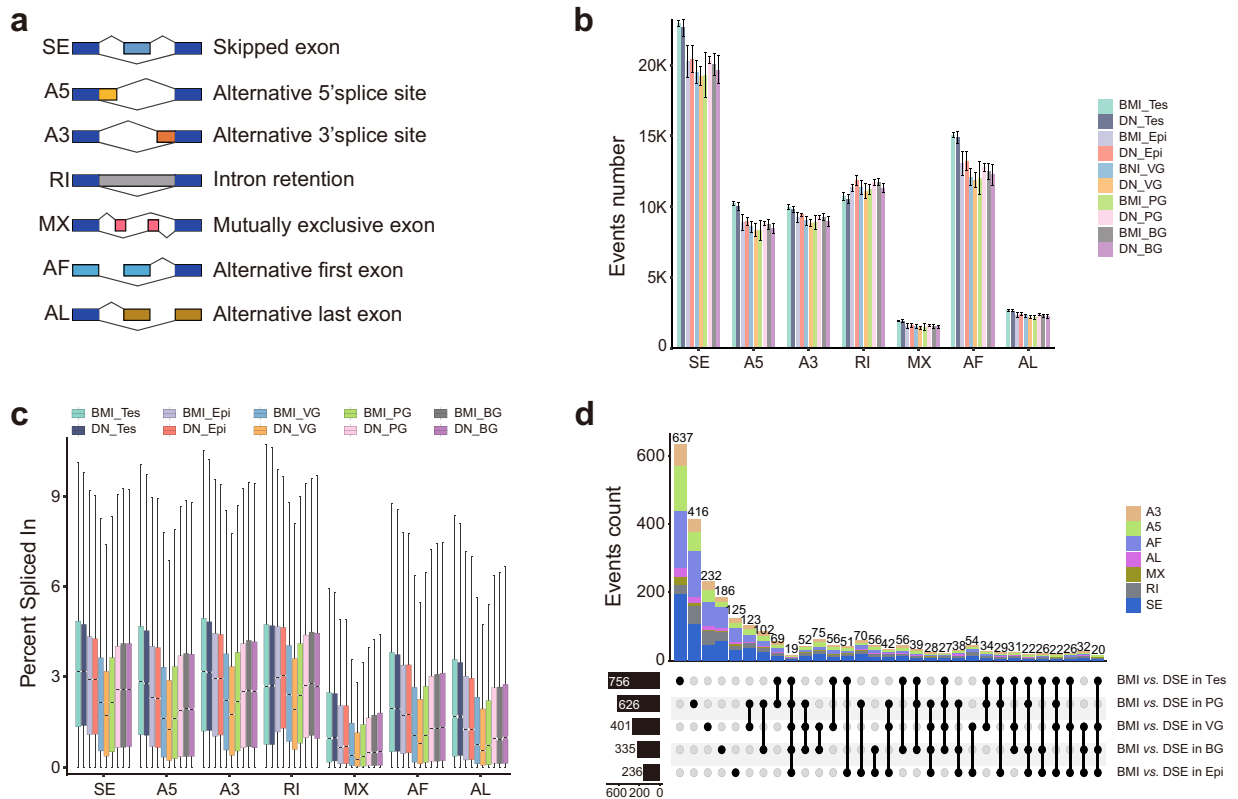 a
SE Skipped exon
A5 Alternative 5'splice site
A3 Alternative 3'splice site
RI Intron retention
MX Mutually exclusive exon
AF Alternative first exon
AL Alternative last exon
b
Events number
20K
15K
10K
5K
0
SE A5 A3 RI MX AF AL
BMI_Tes
DN_Tes
BMI_Epi
DN_Epi
BNI_VG
DN_VG
BMI_PG
DN_PG
BMI_BG
DN_BG
c
BMI_Tes BMI_Epi BMI_VG BMI_PG BMI_BG
DN_Tes DN_Epi DN_VG DN_PG DN_BG
Percent Spliced In
9
6
3
0
SE A5 A3 RI MX AF AL
d
Events count
600
400
200
0
637 416 232 186 125 123 102 69 19 52 75 56 51 70 56 42 56 39 28 27 38 54 34 29 31 22 26 22 26 32 20
A3
A5
AF
AL
MX
RI
SE
756 BMI vs. DSE in Tes
626 BMI vs. DSE in PG
401 BMI vs. DSE in VG
335 BMI vs. DSE in BG
236 BMI vs. DSE in Epi
600 200 0